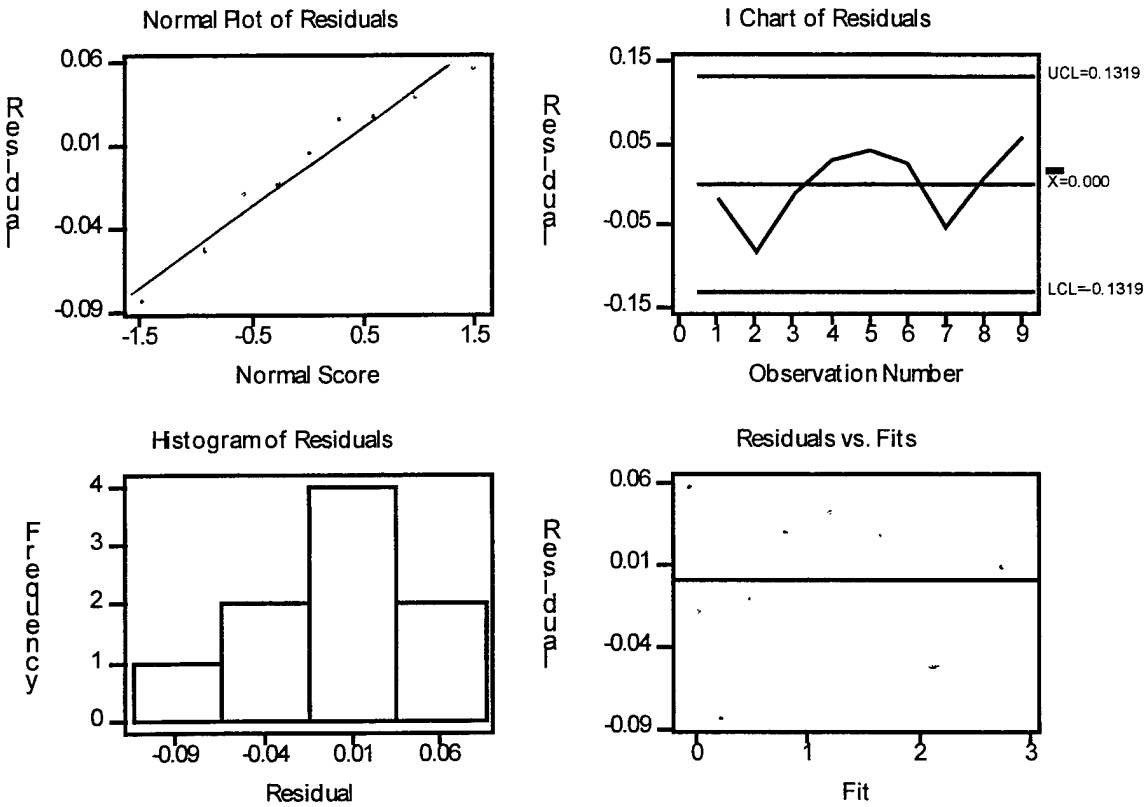 Normal Plot of Residuals
Residual
0.06
0.01
-0.04
-0.09
-1.5 -0.5 0.5 1.5
Normal Score
I Chart of Residuals
Residual
0.15
0.05
-0.05
-0.15
UCL=0.1319
X=0.000
LCL=-0.1319
0 1 2 3 4 5 6 7 8 9
Observation Number
Histogram of Residuals
Frequency
4
3
2
1
0
-0.09 -0.04 0.01 0.06
Residual
Residuals vs. Fits
Residual
0.06
0.01
-0.04
-0.09
0 1 2 3
Fit